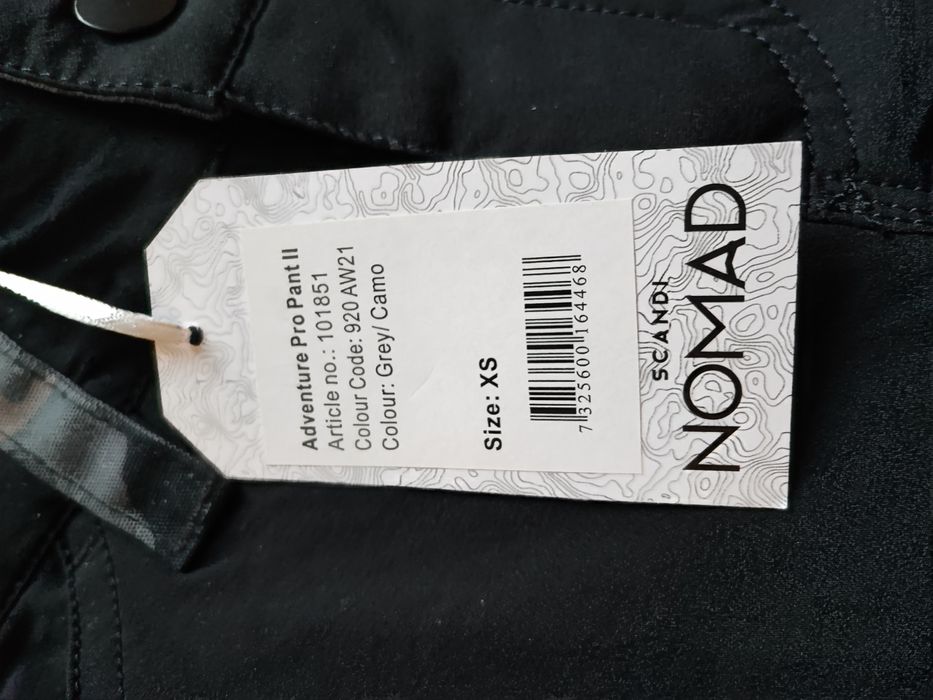 Adventure Pro Pant II
Article no.: 101851
Colour Code: 920 AW21
Colour: Grey/ Camo
Size: XS
7325600164468
SCANDI
NOMAD